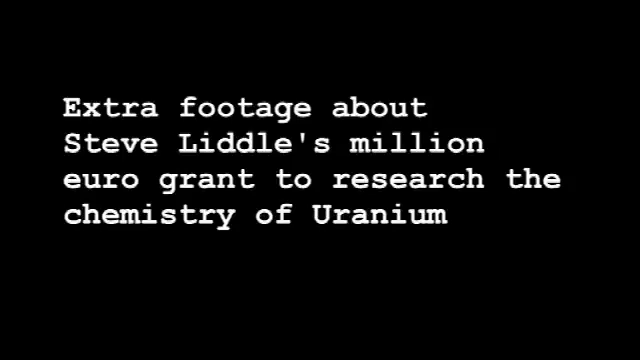 Extra footage about
Steve Liddle's million
euro grant to research the
chemistry of Uranium